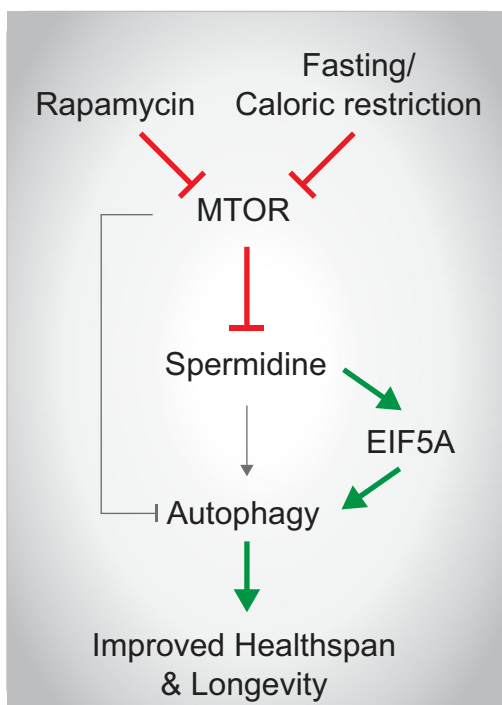 Rapamycin
Fasting/
Caloric restriction
MTOR
Spermidine
EIF5A
Autophagy
Improved Healthspan
& Longevity